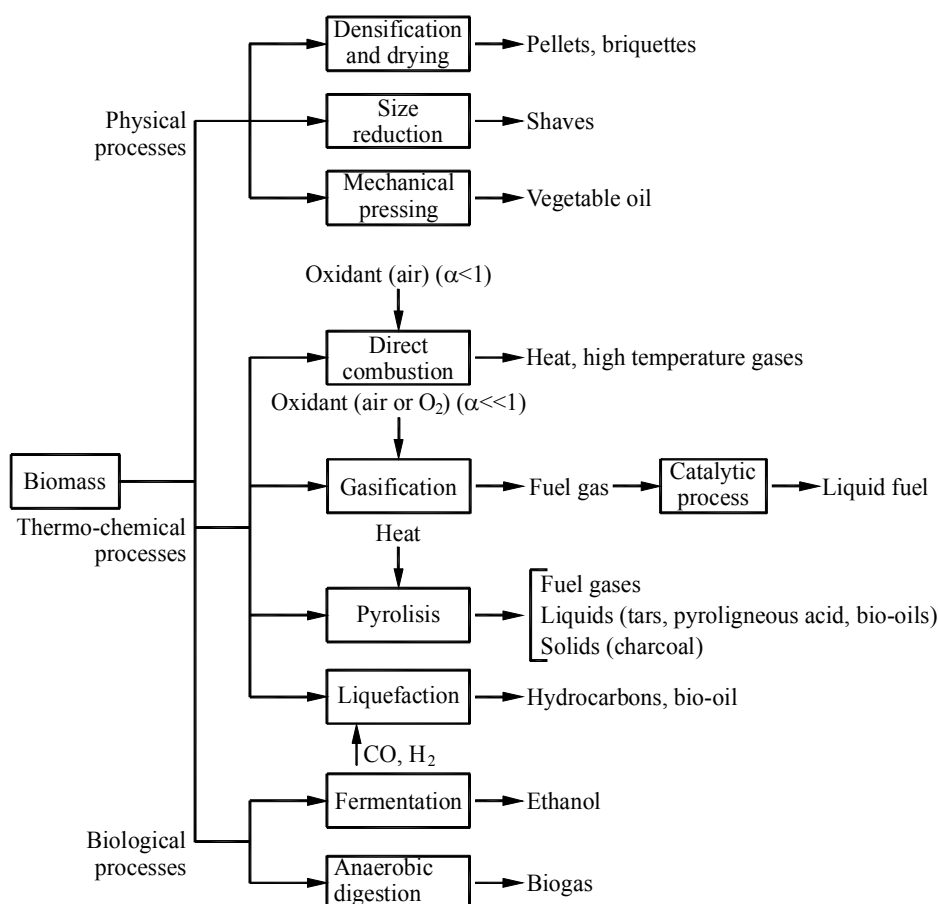 Densification
and drying
Pellets, briquettes
Physical
processes
Size
reduction
Shaves
Mechanical
pressing
Vegetable oil
Oxidant (air) (α<1)
Direct
combustion
Heat, high temperature gases
Oxidant (air or O₂) (α<<1)
Biomass
Gasification
Fuel gas
Catalytic
process
Liquid fuel
Thermo-chemical
processes
Heat
Pyrolisis
Fuel gases
Liquids (tars, pyroligneous acid, bio-oils)
Solids (charcoal)
Liquefaction
Hydrocarbons, bio-oil
CO, H₂
Fermentation
Ethanol
Biological
processes
Anaerobic
digestion
Biogas